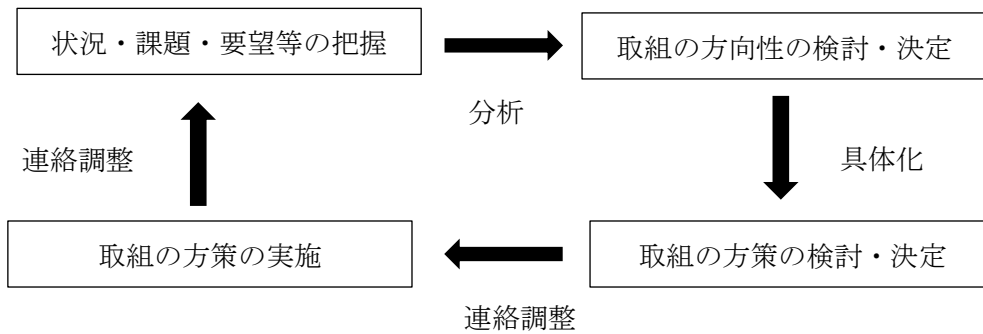 状況・課題・要望等の把握
取組の方向性の検討・決定
分析
連絡調整
具体化
取組の方策の実施
取組の方策の検討・決定
連絡調整